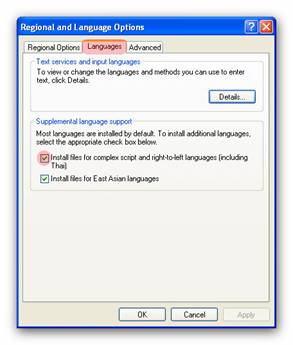 Regional and Language Options
Regional Options Languages Advanced
Text services and input languages
To view or change the languages and methods you can use to enter
text, click Details.
Details...
Supplemental language support
Most languages are installed by default. To install additional languages,
select the appropriate check box below.
Install files for complex script and right-to-left languages (including
Thai)
Install files for East Asian languages
OK Cancel Apply